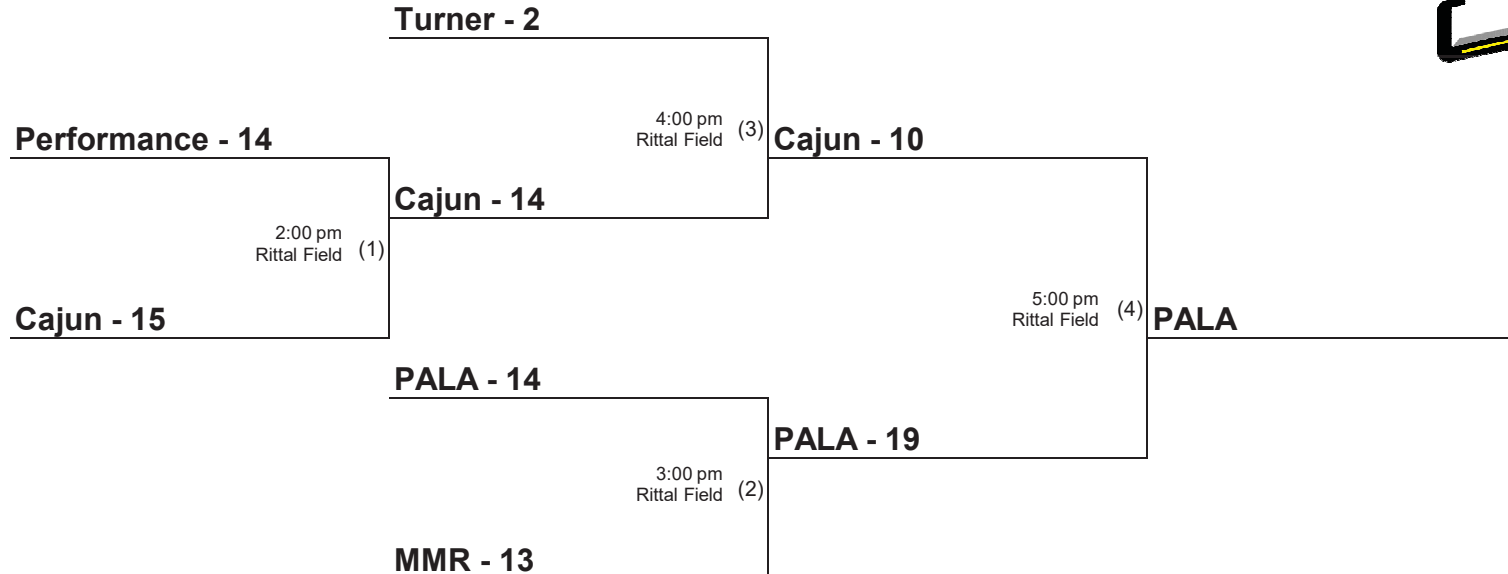 Turner - 2
4:00 pm
Rittal Field (3)
Performance - 14
Cajun - 10
Cajun - 14
2:00 pm
Rittal Field (1)
5:00 pm
Rittal Field (4)
Cajun - 15
PALA
PALA - 14
PALA - 19
3:00 pm
Rittal Field (2)
MMR - 13